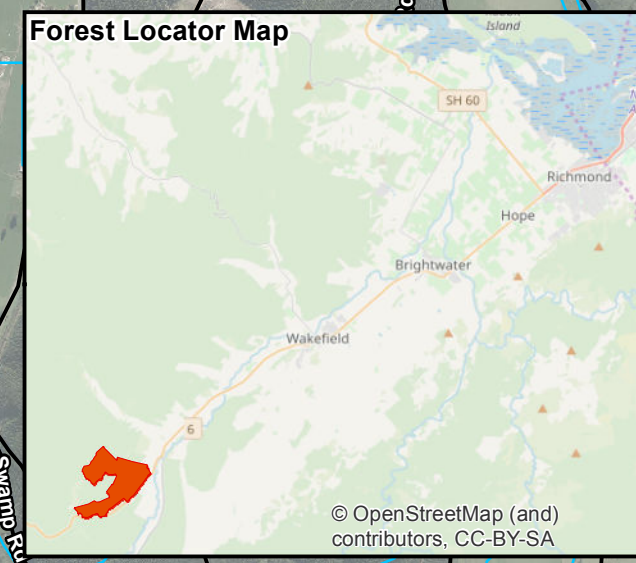 Forest Locator Map
Island
SH 60
Richmond
Hope
Brightwater
Wakefield
6
Swamp
© OpenStreetMap (and)
contributors, CC-BY-SA